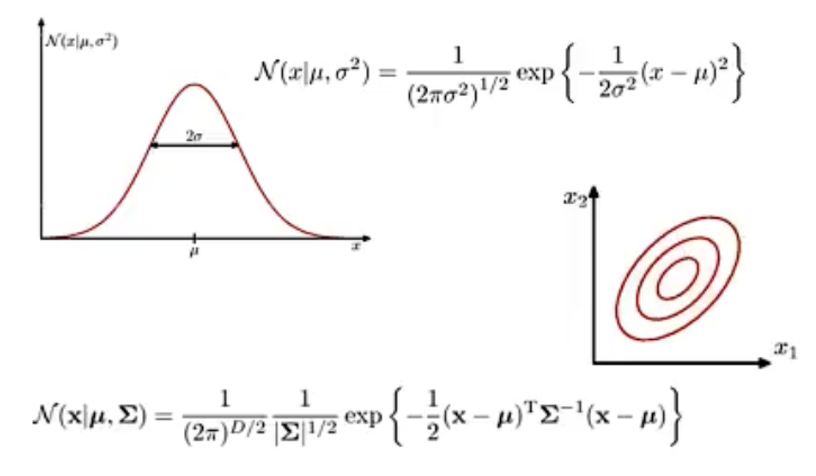 𝒩(x|μ, σ²)
𝒩(x|μ, σ²) = 1/(2πσ²)^{1/2} exp{−1/(2σ²)(x − μ)²}
2σ
μ
x
x₂
x₁
𝒩(𝐱|𝛍, 𝚺) = 1/(2π)^{D/2} 1/|𝚺|^{1/2} exp{−1/2(𝐱 − 𝛍)ᵀ𝚺⁻¹(𝐱 − 𝛍)}